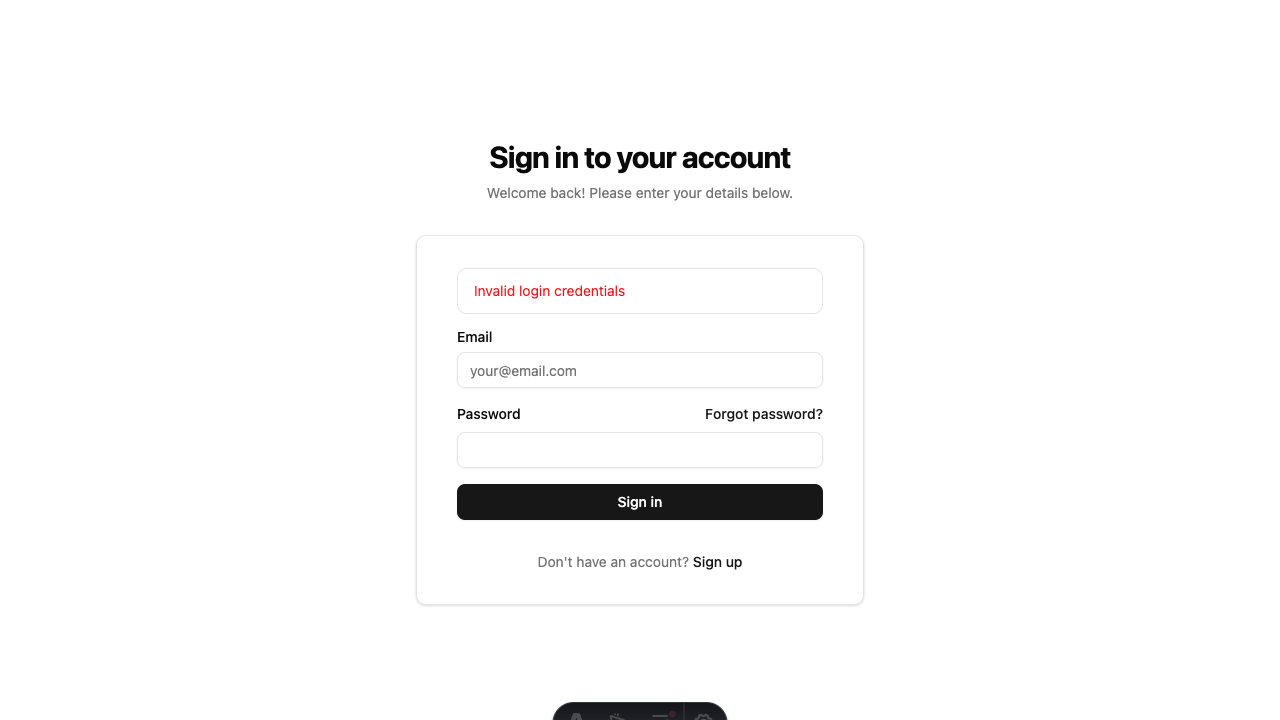 Sign in to your account
Welcome back! Please enter your details below.
Invalid login credentials
Email
your@email.com
Password
Forgot password?
Sign in
Don't have an account? Sign up